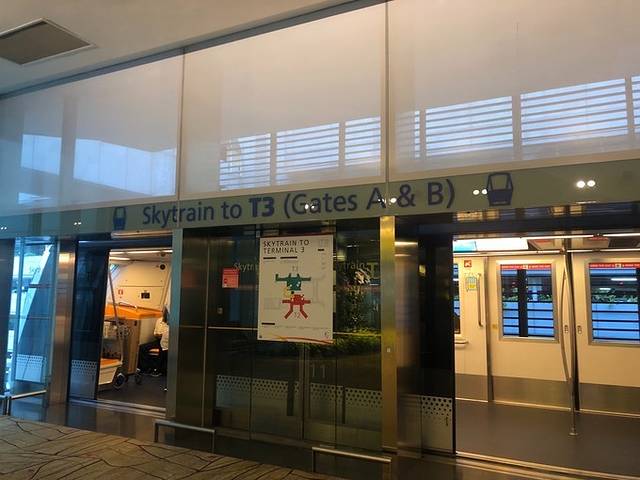 Skytrain to T3 (Gates A & B)
SKYTRAIN TO
TERMINAL 3